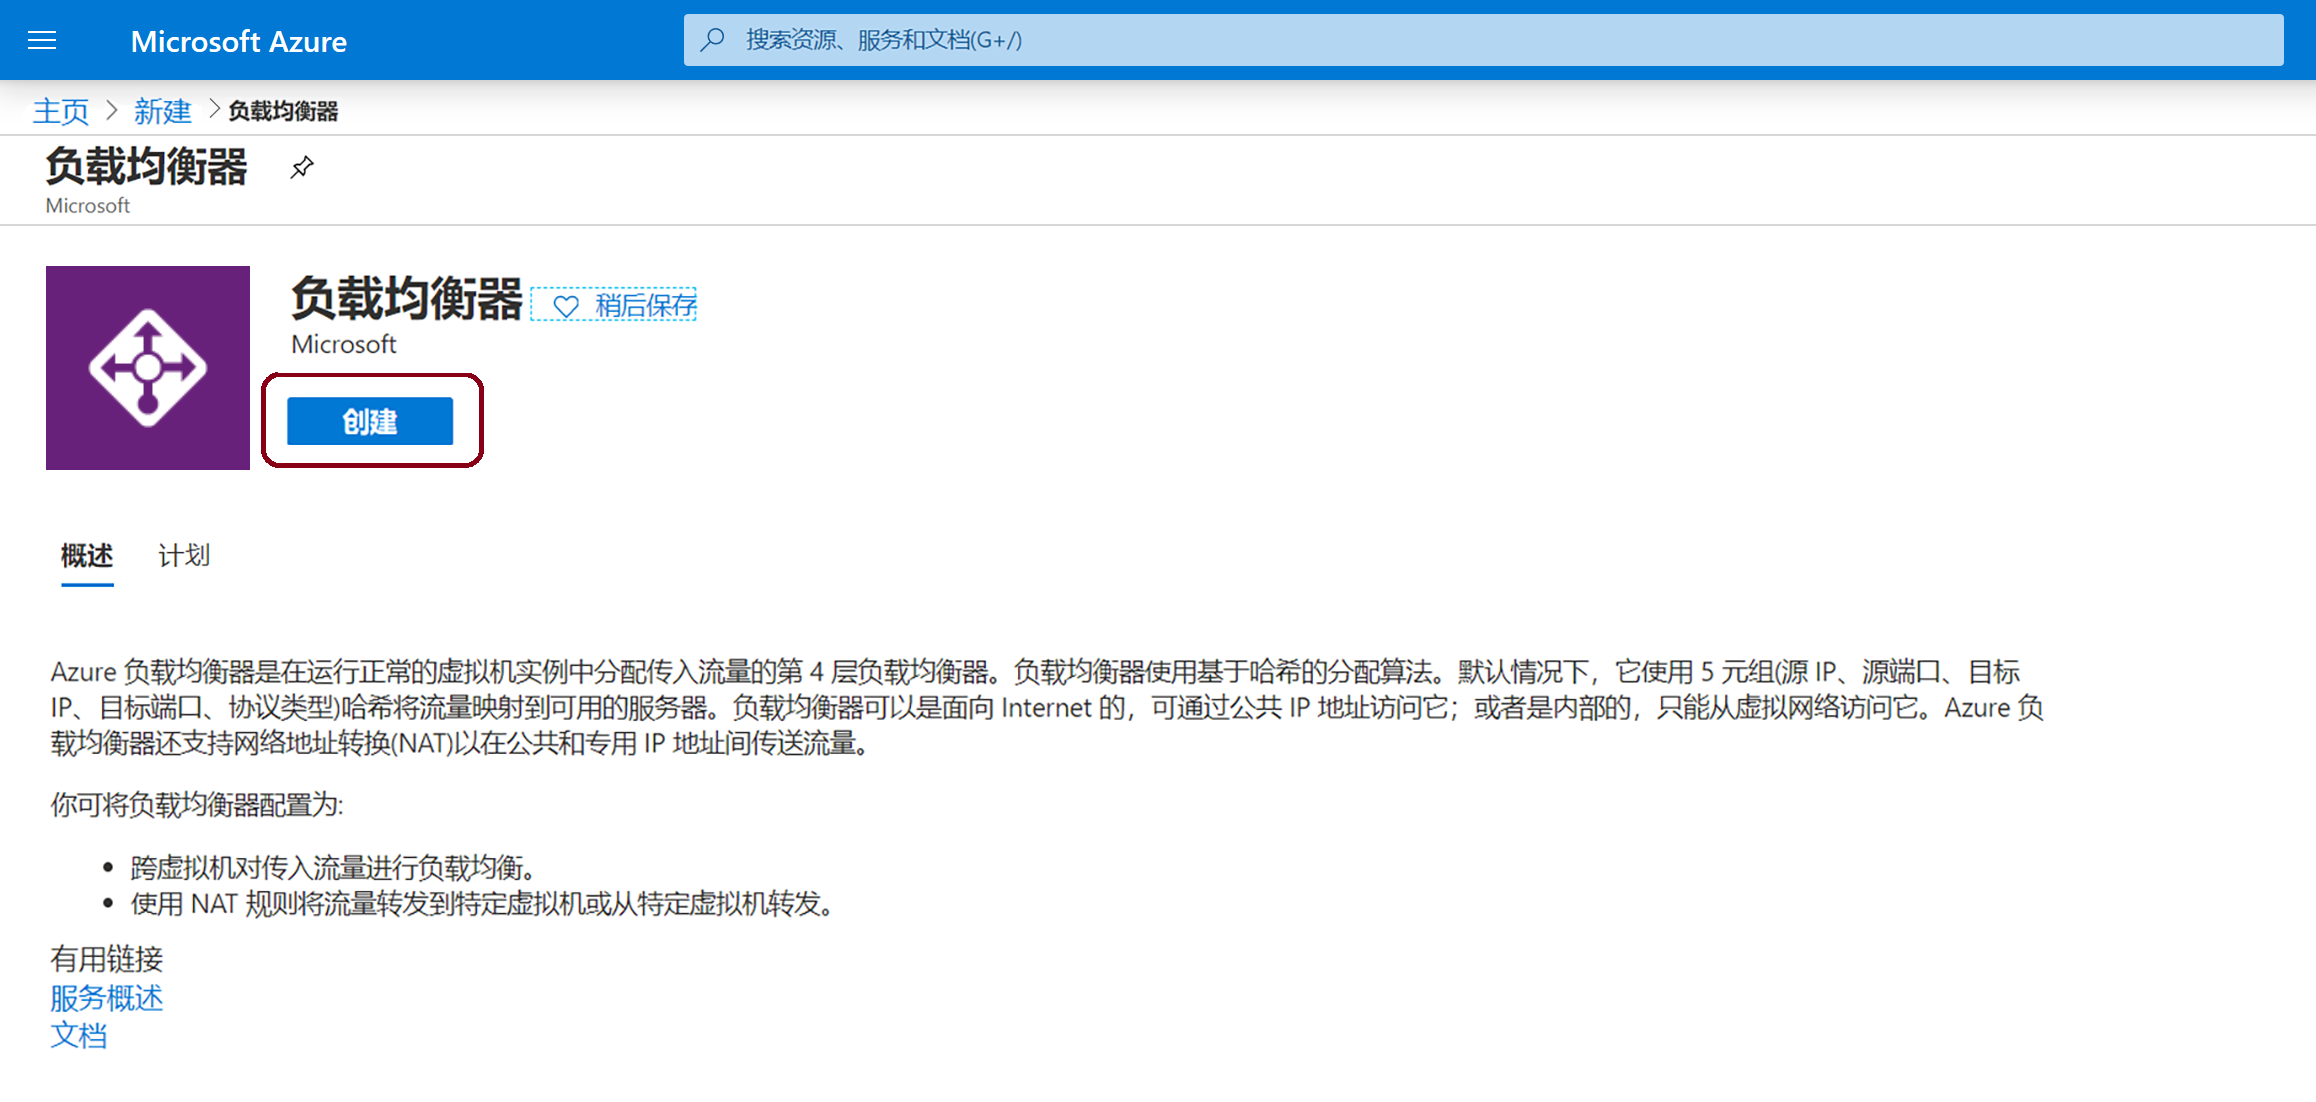 Microsoft Azure
搜索资源、服务和文档(G+/)
主页 > 新建 > 负载均衡器
负载均衡器
Microsoft
负载均衡器
稍后保存
Microsoft
创建
概述
计划
Azure 负载均衡器是在运行正常的虚拟机实例中分配传入流量的第 4 层负载均衡器。负载均衡器使用基于哈希的分配算法。默认情况下，它使用 5 元组(源 IP、源端口、目标
IP、目标端口、协议类型)哈希将流量映射到可用的服务器。负载均衡器可以是面向 Internet 的，可通过公共 IP 地址访问它；或者是内部的，只能从虚拟网络访问它。Azure 负
载均衡器还支持网络地址转换(NAT)以在公共和专用 IP 地址间传送流量。
你可将负载均衡器配置为:
• 跨虚拟机对传入流量进行负载均衡。
• 使用 NAT 规则将流量转发到特定虚拟机或从特定虚拟机转发。
有用链接
服务概述
文档